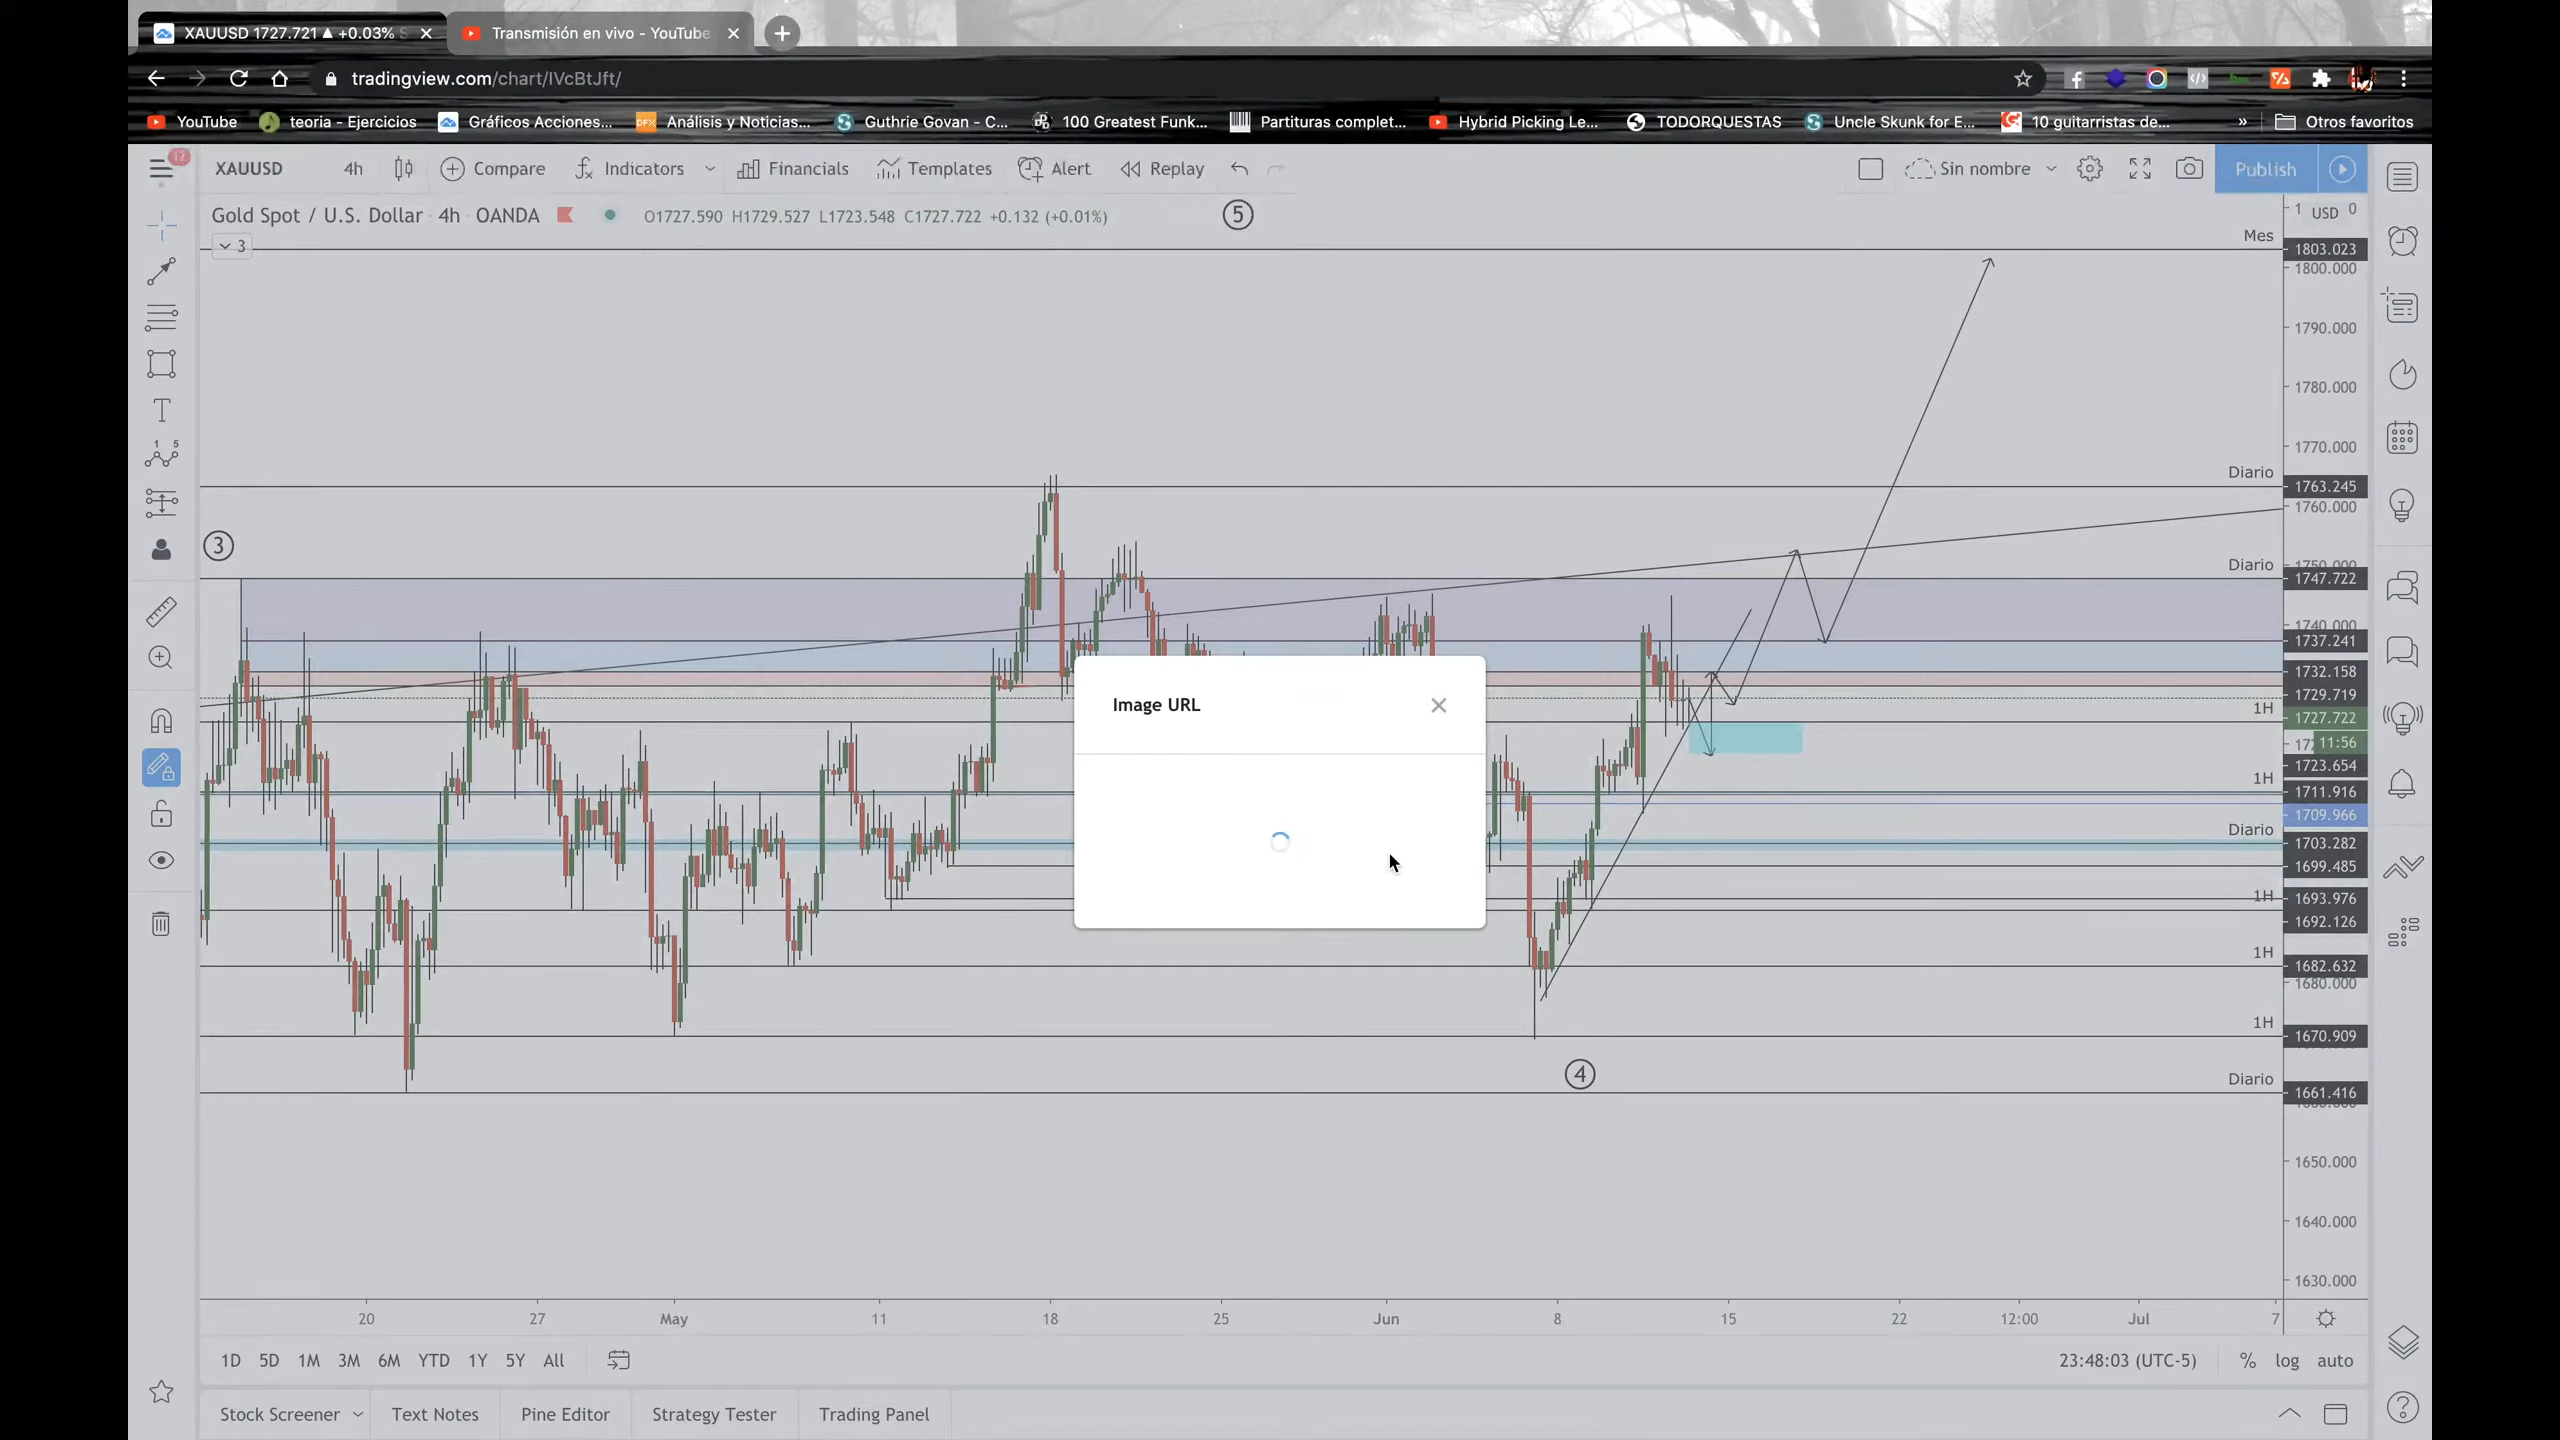 XAUUSD 1727.721 ▲ +0.03%
Transmisión en vivo - YouTube
tradingview.com/chart/IVcBtJft/
YouTube
teoria - Ejercicios
Gráficos Acciones...
Análisis y Noticias...
Guthrie Govan - C...
100 Greatest Funk...
Partituras complet...
Hybrid Picking Le...
TODORQUESTAS
Uncle Skunk for E...
10 guitarristas de...
»
Otros favoritos
12
XAUUSD
4h
Compare
Indicators
Financials
Templates
Alert
Replay
Sin nombre
Publish
Gold Spot / U.S. Dollar 4h OANDA
O1727.590 H1729.527 L1723.548 C1727.722 +0.132 (+0.01%)
3
5
3
4
USD
Mes
1803.023
1800.000
1790.000
1780.000
1770.000
Diario
1763.245
1760.000
Diario
1750.000
1747.722
1740.000
1737.241
1732.158
1729.719
1H
1727.722
11:56
1723.654
1H
1711.916
1709.966
Diario
1703.282
1699.485
1H
1693.976
1692.126
1H
1682.632
1680.000
1H
1670.909
Diario
1661.416
1650.000
1640.000
1630.000
Image URL
20
27
May
11
18
25
Jun
8
15
22
12:00
Jul
7
1D 5D 1M 3M 6M YTD 1Y 5Y All
23:48:03 (UTC-5)
% log auto
Stock Screener
Text Notes
Pine Editor
Strategy Tester
Trading Panel